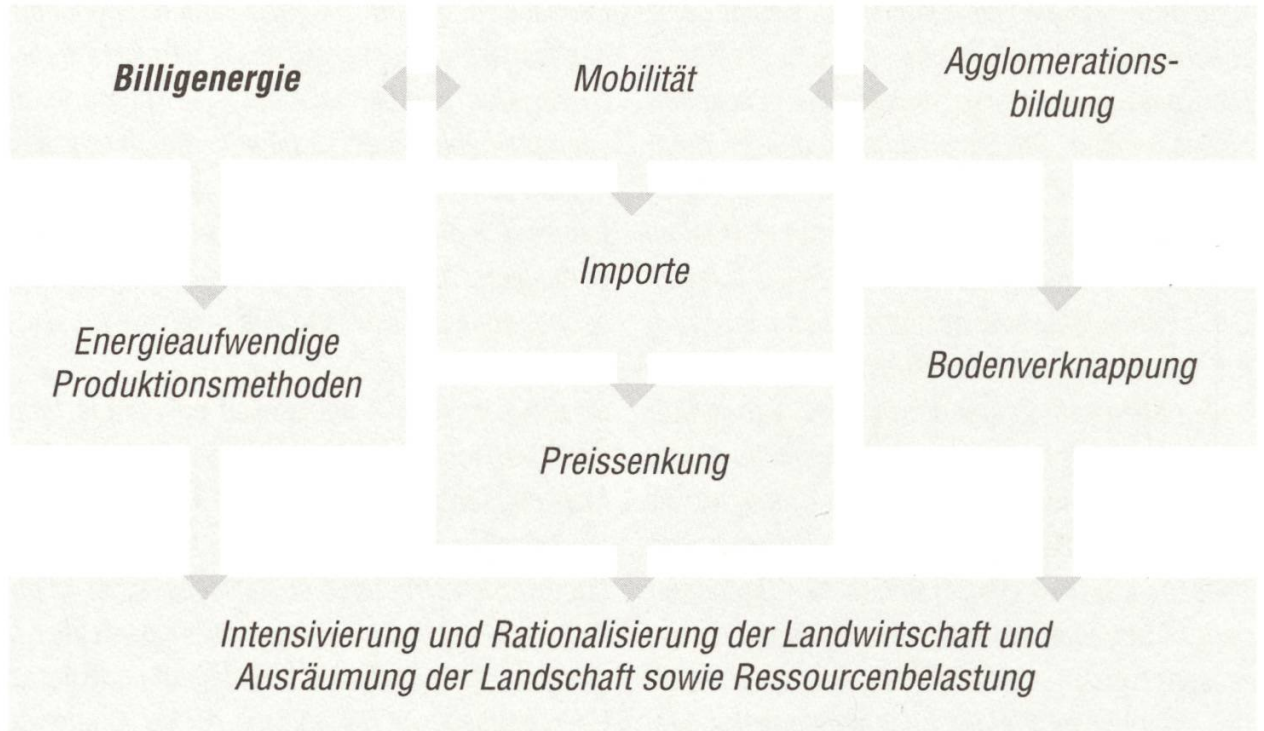 Billigenergie
Mobilität
Agglomerations-
bildung
Importe
Energieaufwendige
Produktionsmethoden
Bodenverknappung
Preissenkung
Intensivierung und Rationalisierung der Landwirtschaft und
Ausräumung der Landschaft sowie Ressourcenbelastung